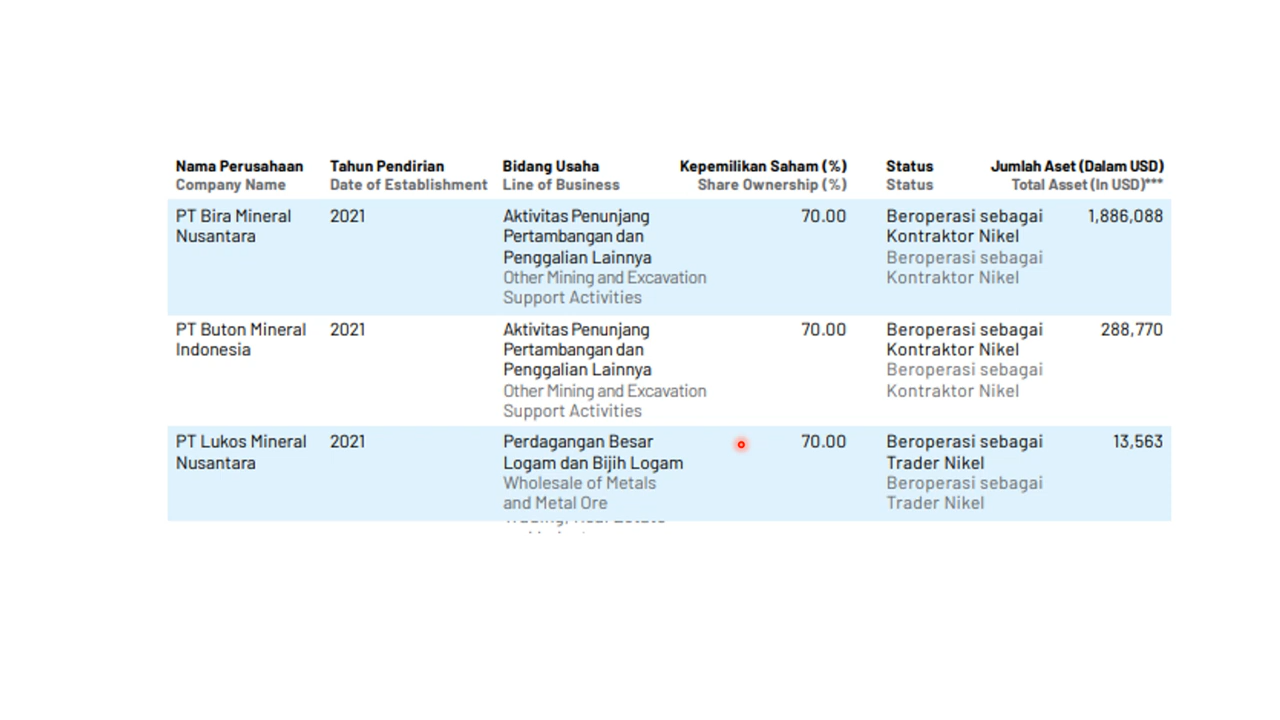 Nama Perusahaan Tahun Pendirian Bidang Usaha Kepemilikan Saham (%) Status Jumlah Aset (Dalam USD)
Company Name Date of Establishment Line of Business Share Ownership (%) Status Total Asset (In USD)***
PT Bira Mineral 2021 Aktivitas Penunjang 70.00 Beroperasi sebagai 1,886,088
Nusantara Pertambangan dan Kontraktor Nikel
Penggalian Lainnya Beroperasi sebagai
Other Mining and Excavation Kontraktor Nikel
Support Activities
PT Buton Mineral 2021 Aktivitas Penunjang 70.00 Beroperasi sebagai 288,770
Indonesia Pertambangan dan Kontraktor Nikel
Penggalian Lainnya Beroperasi sebagai
Other Mining and Excavation Kontraktor Nikel
Support Activities
PT Lukos Mineral 2021 Perdagangan Besar 70.00 Beroperasi sebagai 13,563
Nusantara Logam dan Bijih Logam Trader Nikel
Wholesale of Metals Beroperasi sebagai
and Metal Ore Trader Nikel